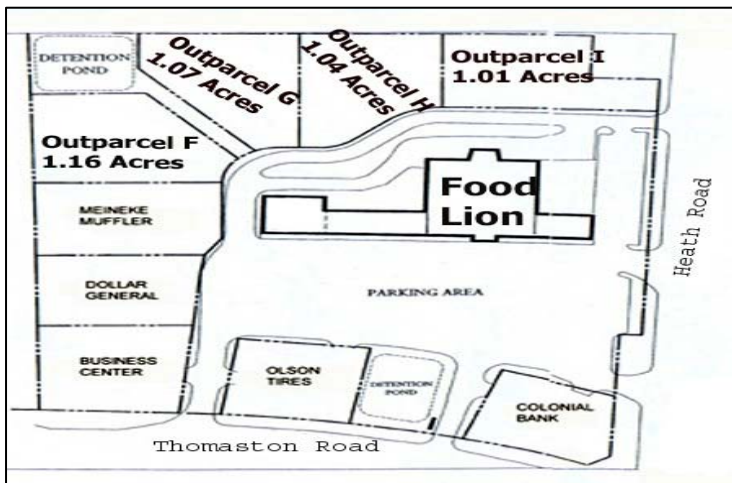 DETENTION
POND
Outparcel G
1.07 Acres
Outparcel H
1.04 Acres
Outparcel I
1.01 Acres
Outparcel F
1.16 Acres
MEINEKE
MUFFLER
DOLLAR
GENERAL
BUSINESS
CENTER
Food
Lion
Heath Road
PARKING AREA
OLSON
TIRES
DETENTION
POND
COLONIAL
BANK
Thomaston Road